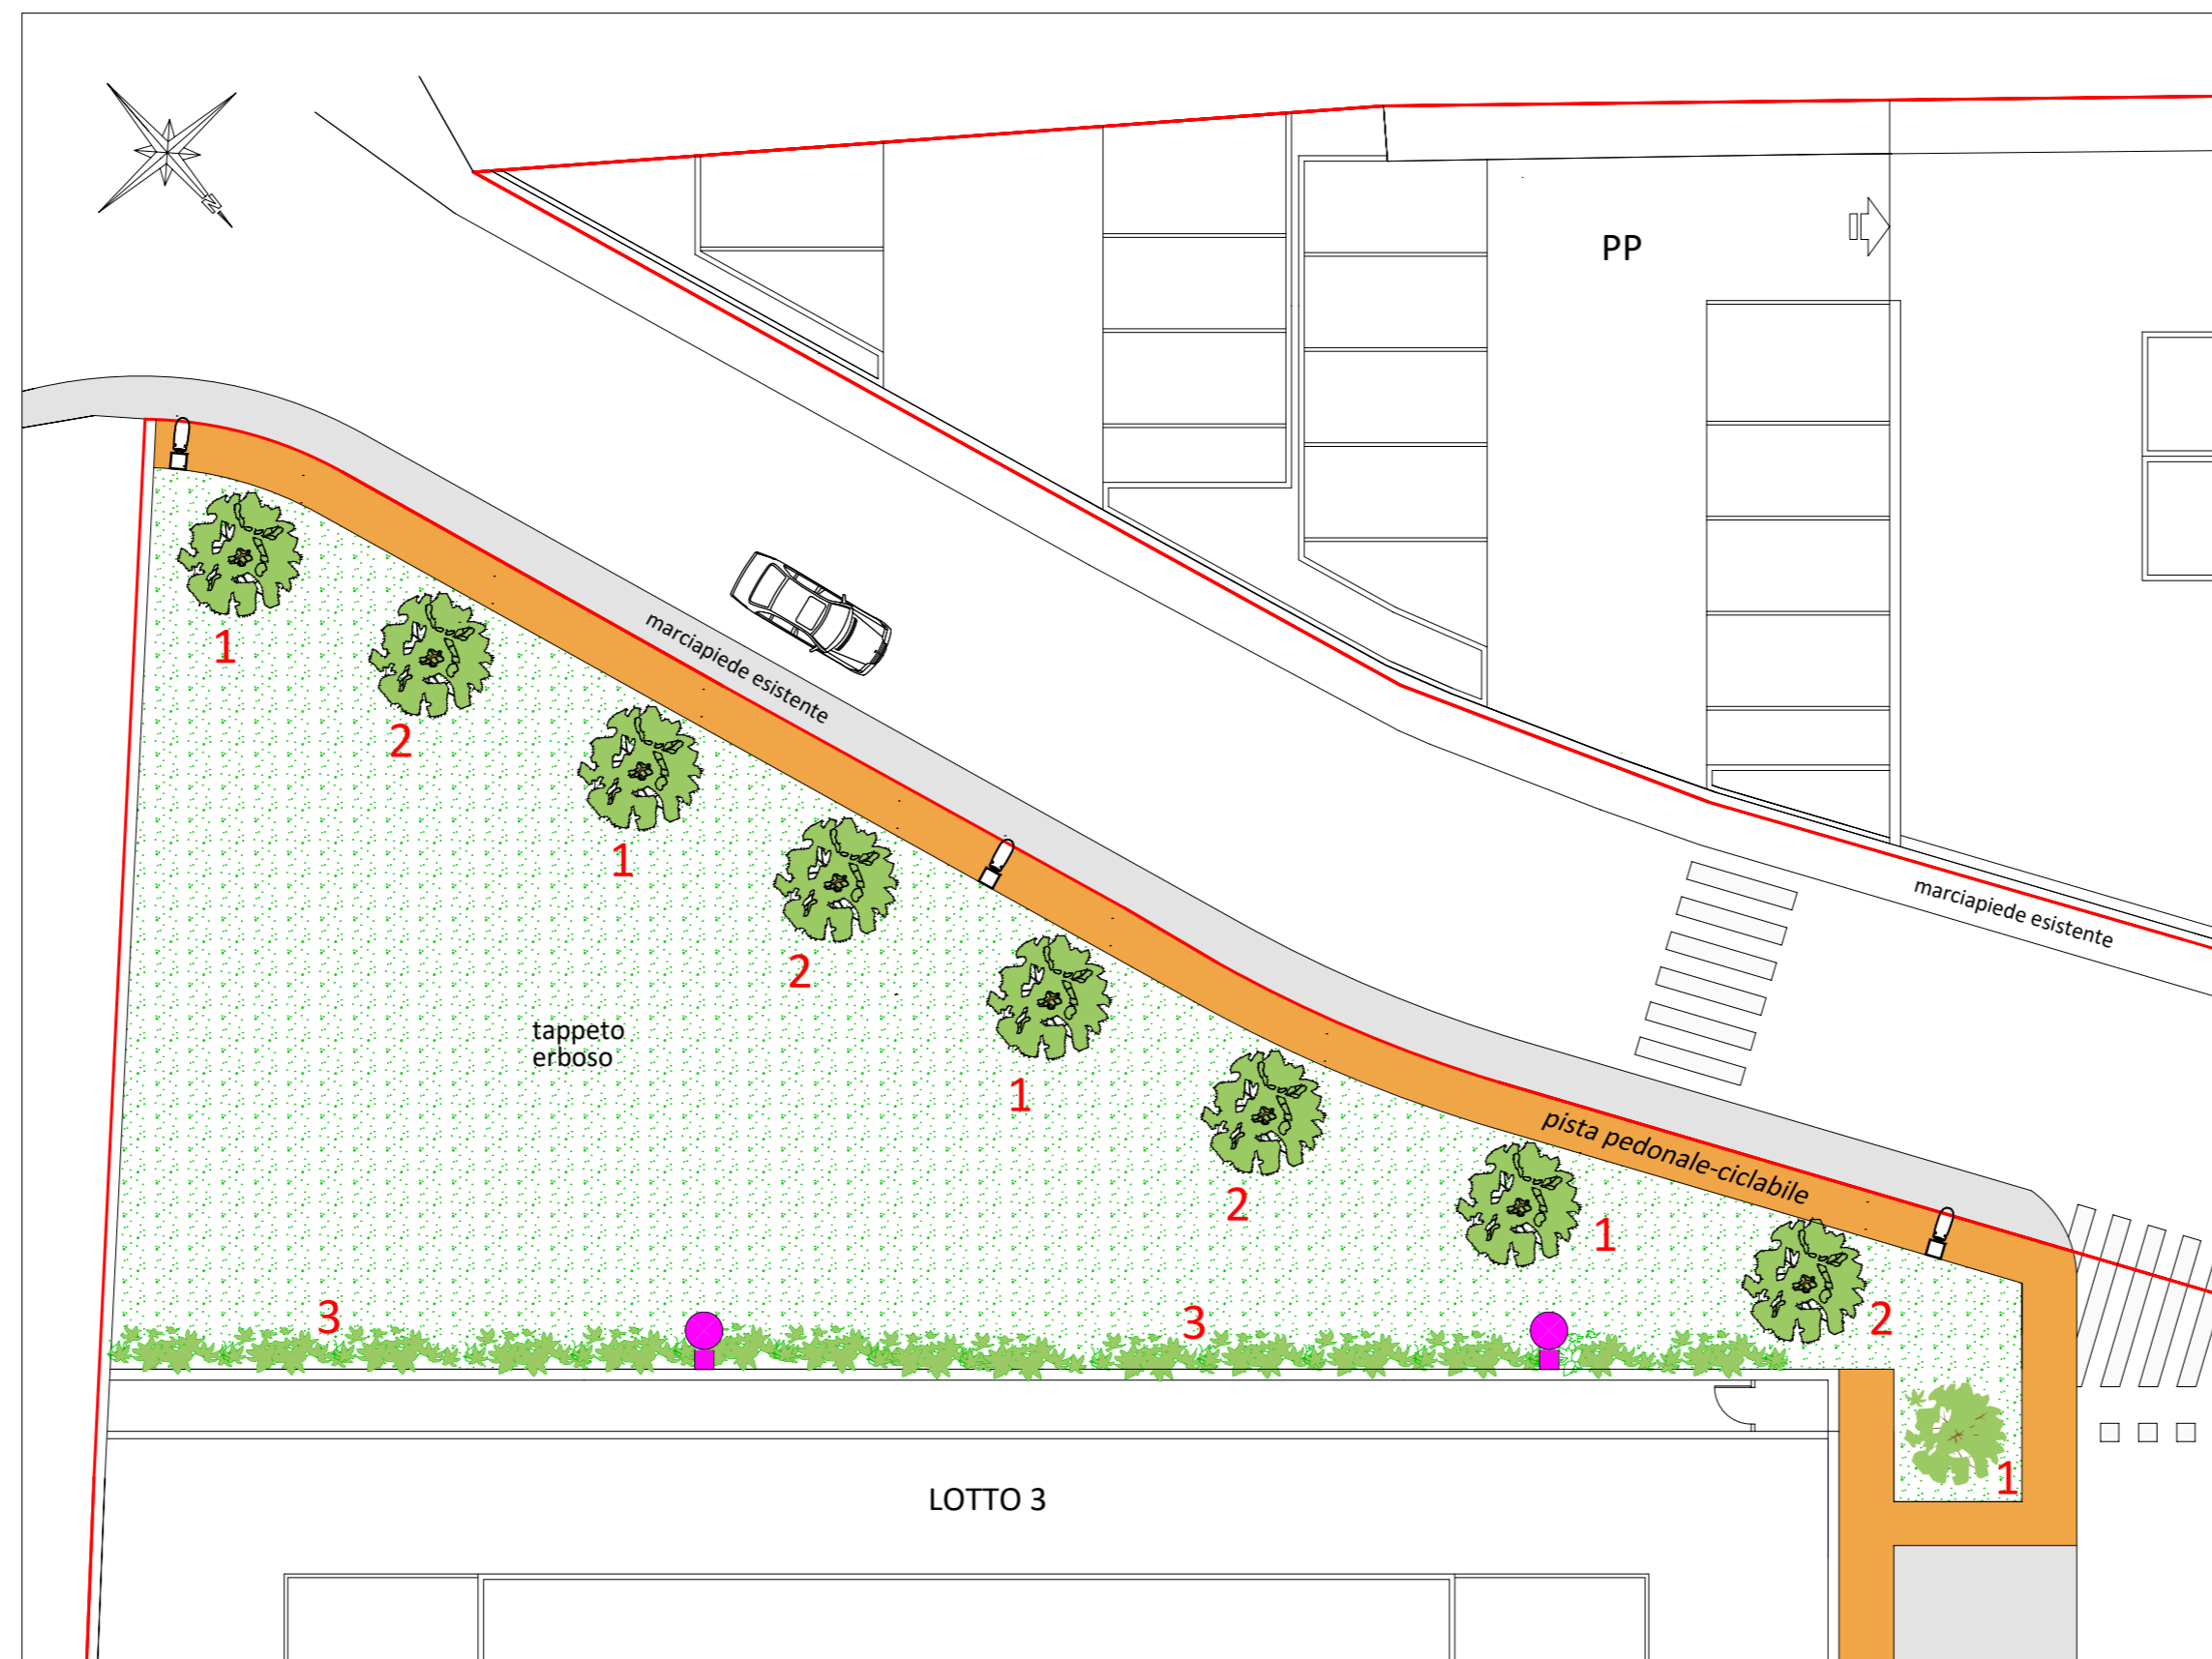 N
PP
marciapiede esistente
marciapiede esistente
1
2
1
2
tappeto
erboso
1
pista pedonale-ciclabile
2
1
3
3
2
1
LOTTO 3